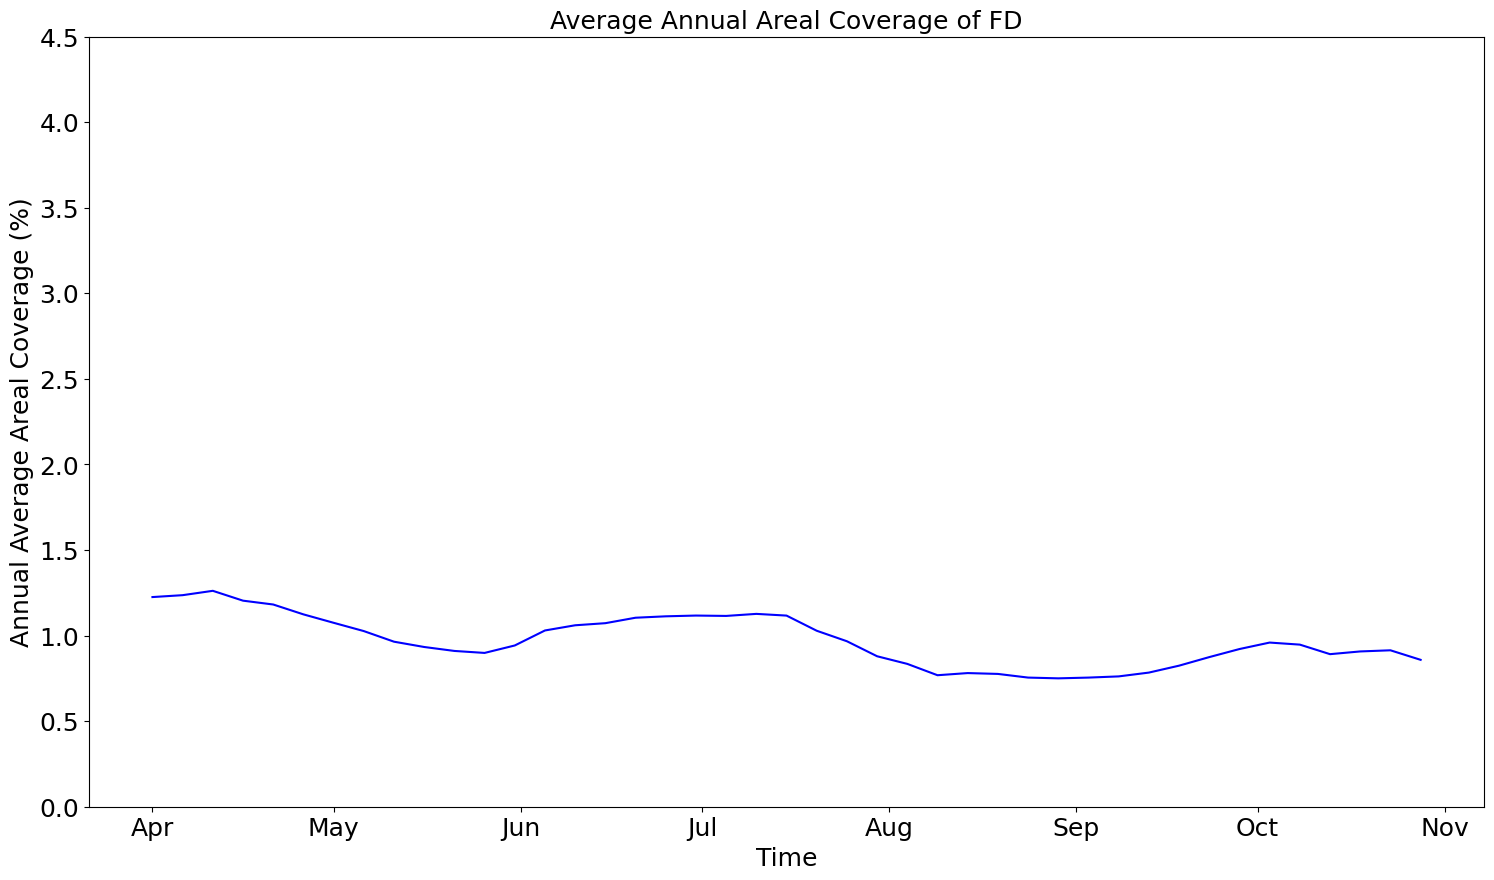 Average Annual Areal Coverage of FD
Annual Average Areal Coverage (%)
4.5
4.0
3.5
3.0
2.5
2.0
1.5
1.0
0.5
0.0
Apr May Jun Jul Aug Sep Oct Nov
Time